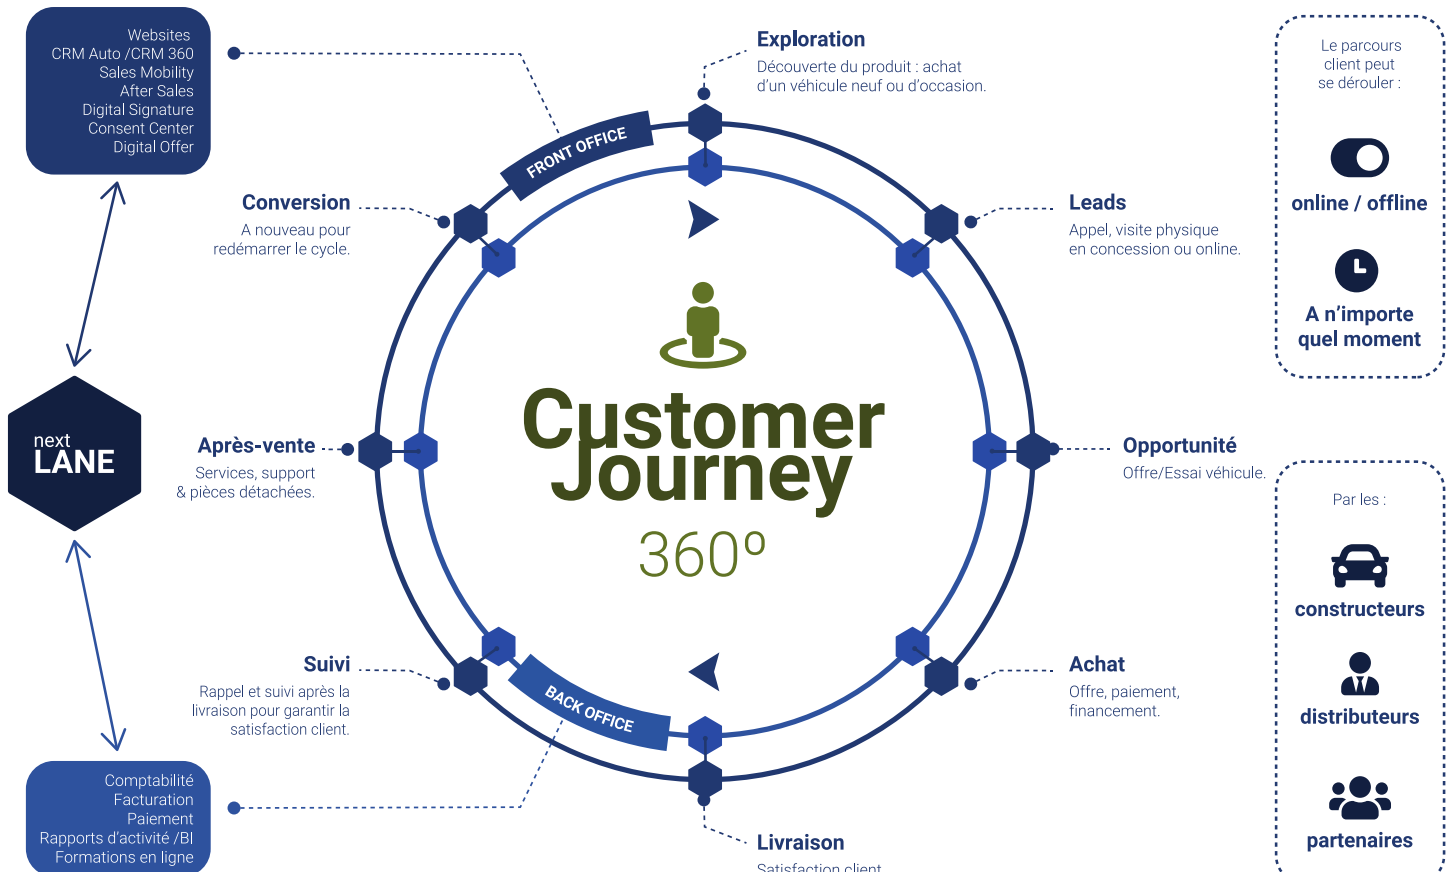 Websites
CRM Auto /CRM 360
Sales Mobility
After Sales
Digital Signature
Consent Center
Digital Offer
FRONT OFFICE
Exploration
Découverte du produit : achat
d'un véhicule neuf ou d'occasion.
Le parcours
client peut
se dérouler :
online / offline
A n'importe
quel moment
Conversion
A nouveau pour
redémarrer le cycle.
Leads
Appel, visite physique
en concession ou online.
next
LANE
Après-vente
Services, support
& pièces détachées.
Customer
Journey
360º
Opportunité
Offre/Essai véhicule.
Par les :
constructeurs
distributeurs
partenaires
Suivi
Rappel et suivi après la
livraison pour garantir la
satisfaction client.
BACK OFFICE
Achat
Offre, paiement,
financement.
Comptabilité
Facturation
Paiement
Rapports d'activité /BI
Formations en ligne
Livraison
Satisfaction client